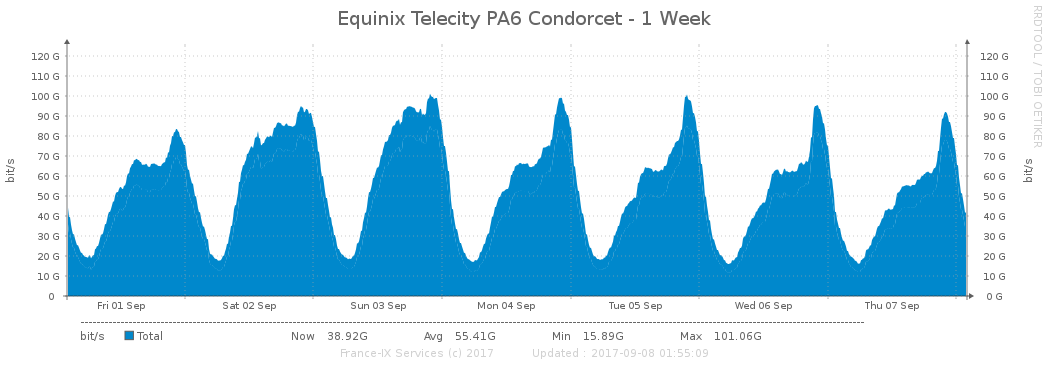 Equinix Telecity PA6 Condorcet - 1 Week
RRDTOOL / TOBI OETIKER
120 G 120 G
110 G 110 G
100 G 100 G
90 G 90 G
80 G 80 G
70 G 70 G
60 G 60 G
50 G 50 G
40 G 40 G
30 G 30 G
20 G 20 G
10 G 10 G
0 0 G
bit/s
bit/s
Fri 01 Sep Sat 02 Sep Sun 03 Sep Mon 04 Sep Tue 05 Sep Wed 06 Sep Thu 07 Sep
bit/s Total Now 38.92G Avg 55.41G Min 15.89G Max 101.06G
France-IX Services (c) 2017 Updated : 2017-09-08 01:55:09